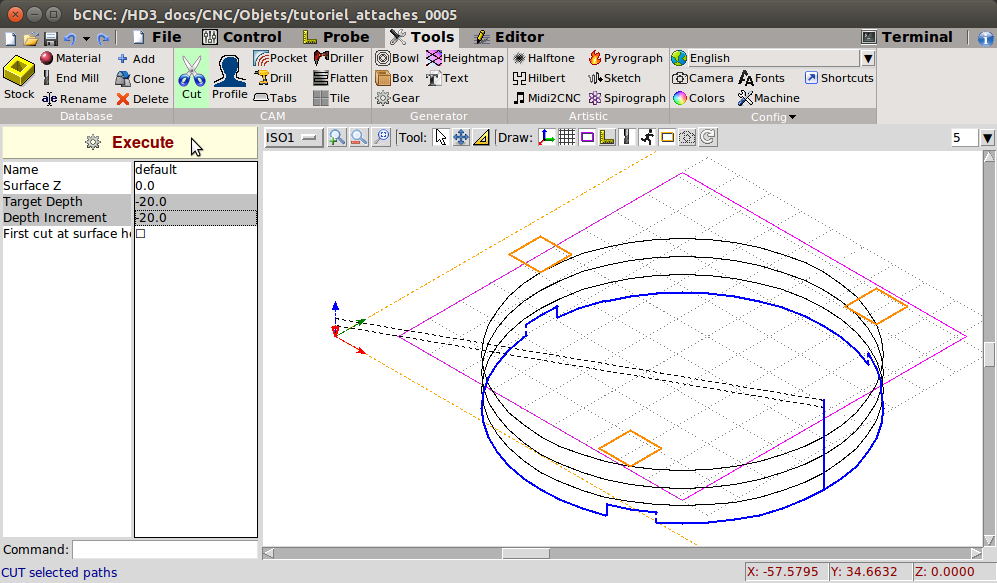 bCNC: /HD3_docs/CNC/Objets/tutoriel_attaches_0005
File Control Probe Tools Editor Terminal
Stock
Material
End Mill
Rename
Add
Clone
Delete
Database
Cut
Profile
Pocket
Drill
Tabs
Driller
Flatten
Tile
CAM
Bowl
Box
Gear
Heightmap
Text
Generator
Halftone
Hilbert
Midi2CNC
Pyrograph
Sketch
Spirograph
Artistic
English
Camera
Fonts
Shortcuts
Colors
Machine
Config
Execute
ISO1 Tool: Draw: 5
Name default
Surface Z 0.0
Target Depth -20.0
Depth Increment -20.0
First cut at surface he
Command:
CUT selected paths
X: -57.5795 Y: 34.6632 Z: 0.0000